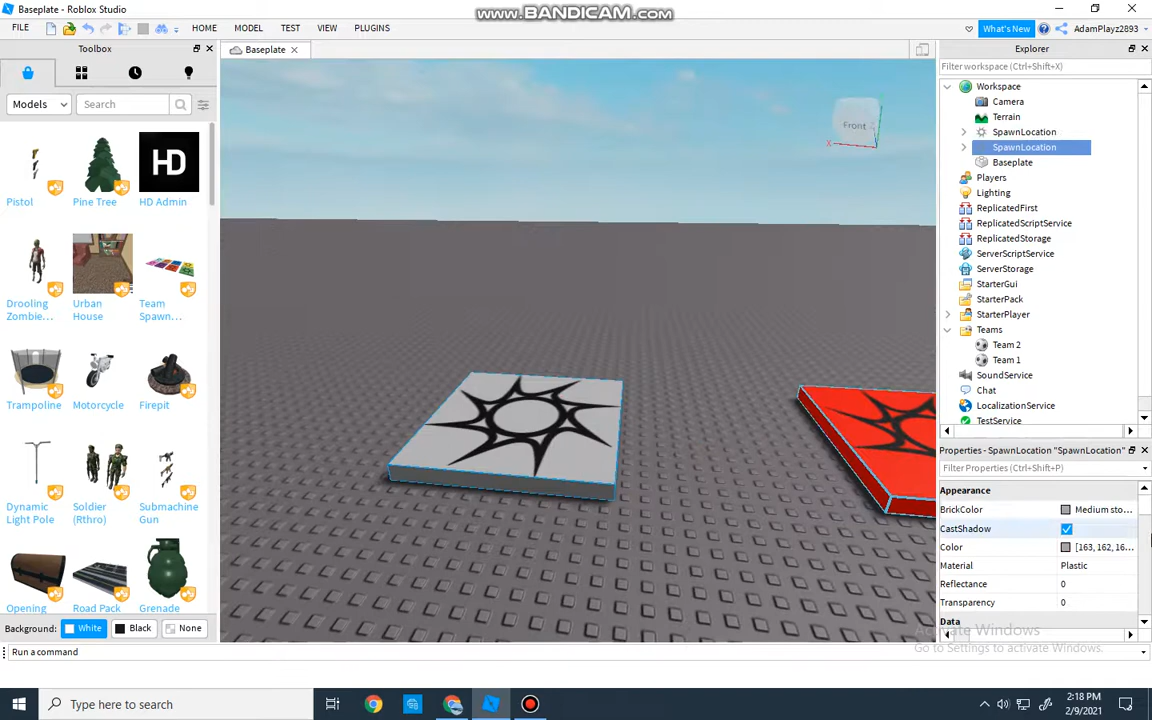 Baseplate - Roblox Studio
www.BANDICAM.com
FILE
HOME
MODEL
TEST
VIEW
PLUGINS
What's New
AdamPlayz2893
Toolbox
Baseplate
Explorer
Models
Search
Filter workspace (Ctrl+Shift+X)
Workspace
Camera
Terrain
SpawnLocation
SpawnLocation
Baseplate
Players
Lighting
ReplicatedFirst
ReplicatedScriptService
ReplicatedStorage
ServerScriptService
ServerStorage
StarterGui
StarterPack
StarterPlayer
Teams
Team 2
Team 1
SoundService
Chat
LocalizationService
TestService
Front
X
HD
Pistol
Pine Tree
HD Admin
Drooling Zombie...
Urban House
Team Spawn...
Trampoline
Motorcycle
Firepit
Dynamic Light Pole
Soldier (Rthro)
Submachine Gun
Opening
Road Pack
Grenade
Properties - SpawnLocation "SpawnLocation"
Filter Properties (Ctrl+Shift+P)
Appearance
BrickColor Medium sto...
CastShadow
Color [163, 162, 16...
Material Plastic
Reflectance 0
Transparency 0
Data
Background: White Black None
Activate Windows
Go to Settings to activate Windows.
Run a command
Type here to search
2:18 PM
2/9/2021